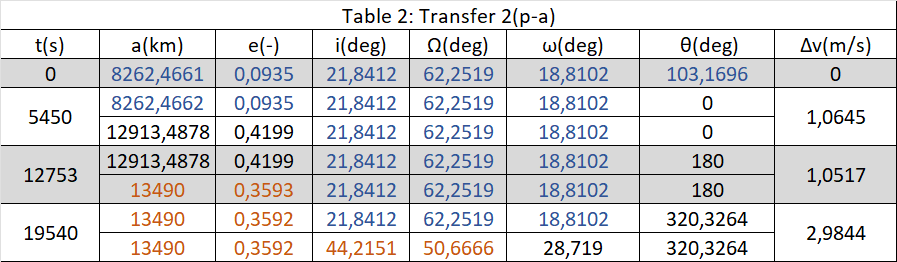 Table 2: Transfer 2(p-a)
t(s) a(km) e(-) i(deg) Ω(deg) ω(deg) θ(deg) Δv(m/s)
0 8262,4661 0,0935 21,8412 62,2519 18,8102 103,1696 0
5450 8262,4662 0,0935 21,8412 62,2519 18,8102 0 1,0645
12913,4878 0,4199 21,8412 62,2519 18,8102 0
12753 12913,4878 0,4199 21,8412 62,2519 18,8102 180 1,0517
13490 0,3593 21,8412 62,2519 18,8102 180
19540 13490 0,3592 21,8412 62,2519 18,8102 320,3264 2,9844
13490 0,3592 44,2151 50,6666 28,719 320,3264